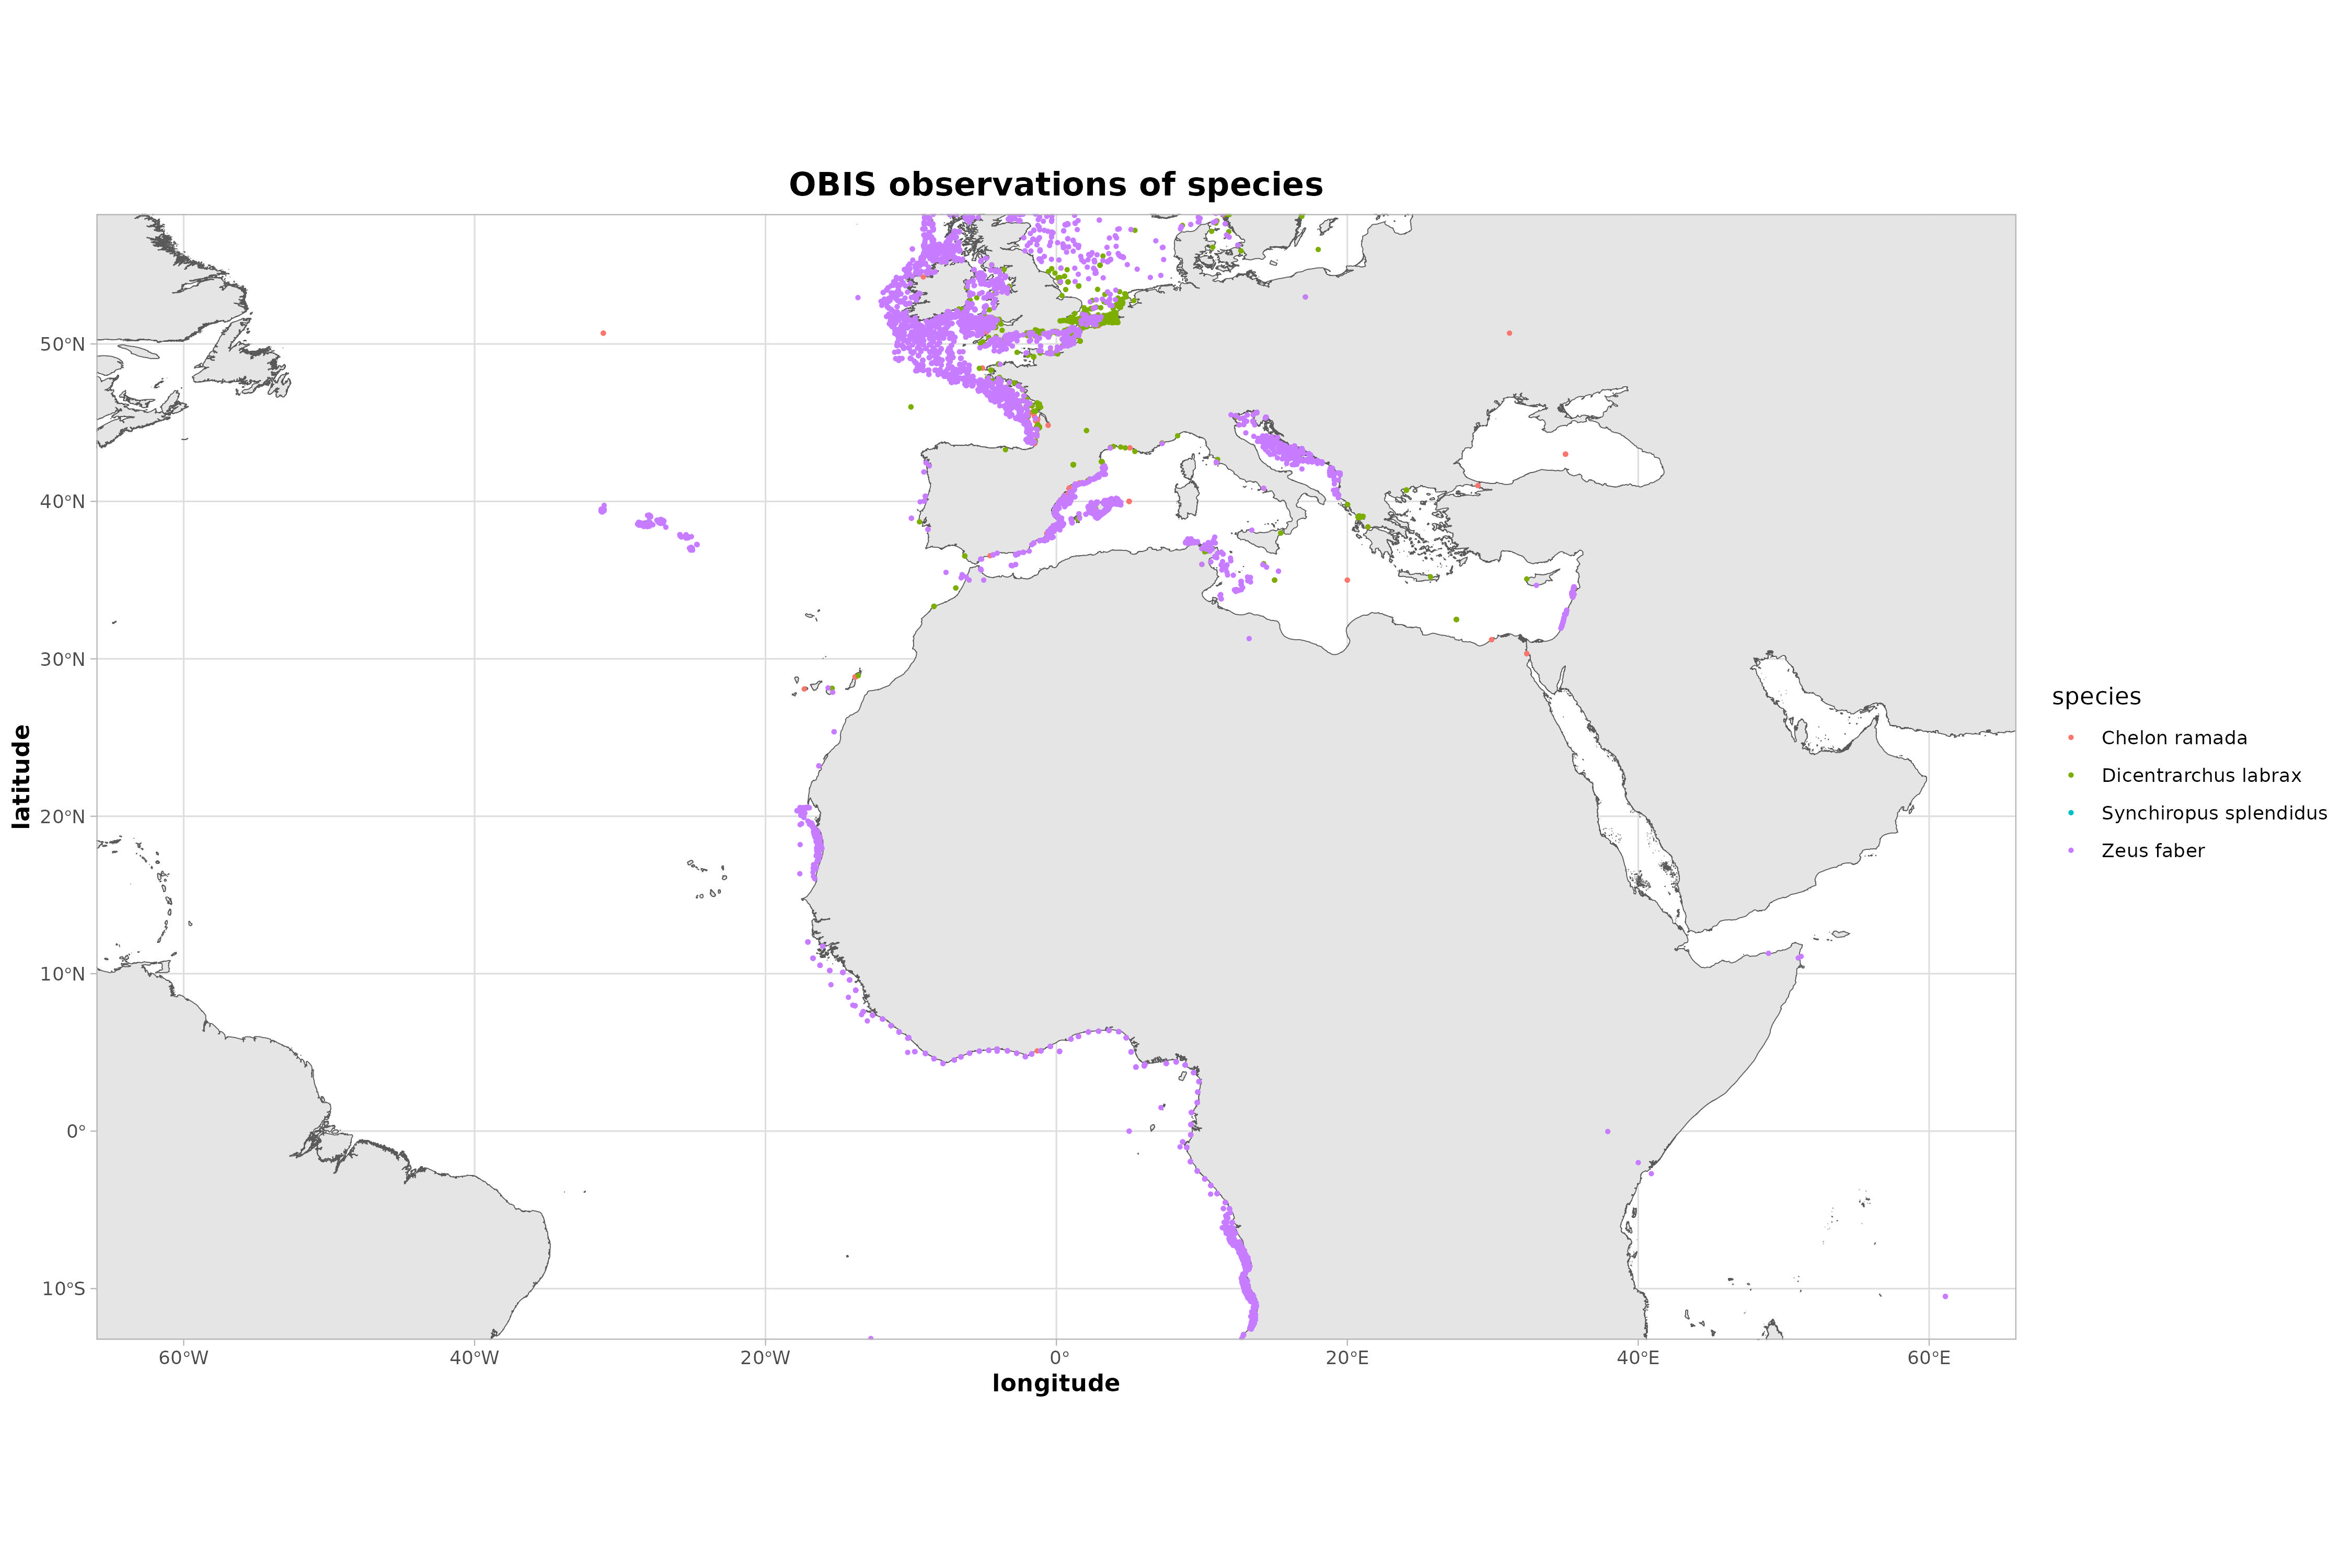 OBIS observations of species
50°N
40°N
30°N
20°N
10°N
0°
10°S
latitude
60°W
40°W
20°W
0°
20°E
40°E
60°E
longitude
species
Chelon ramada
Dicentrarchus labrax
Synchiropus splendidus
Zeus faber